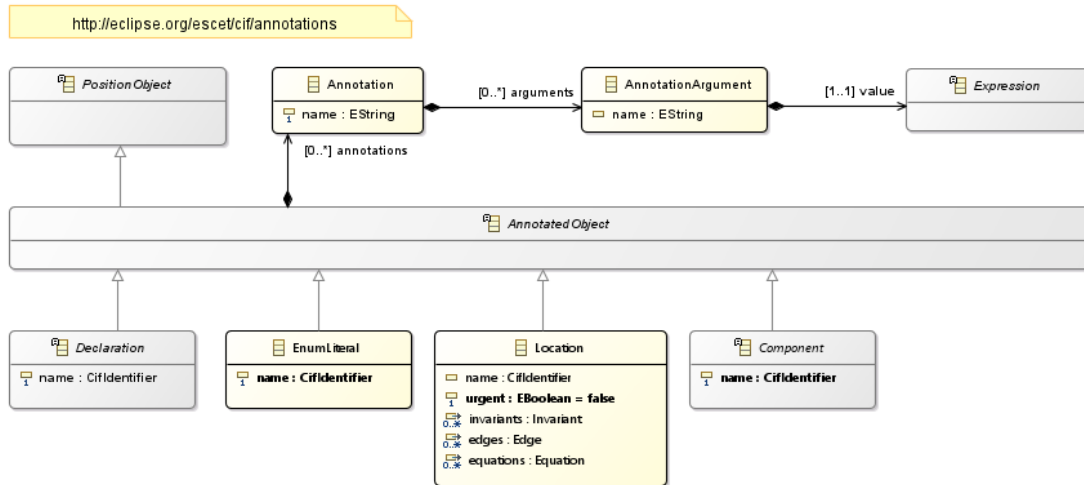 http://eclipse.org/escet/cif/annotations
PositionObject
Annotation
name : EString
[0..*] arguments
AnnotationArgument
name : EString
[1..1] value
Expression
[0..*] annotations
AnnotatedObject
Declaration
name : CifIdentifier
EnumLiteral
name : CifIdentifier
Location
name : CifIdentifier
urgent : EBoolean = false
invariants : Invariant
edges : Edge
equations : Equation
Component
name : CifIdentifier